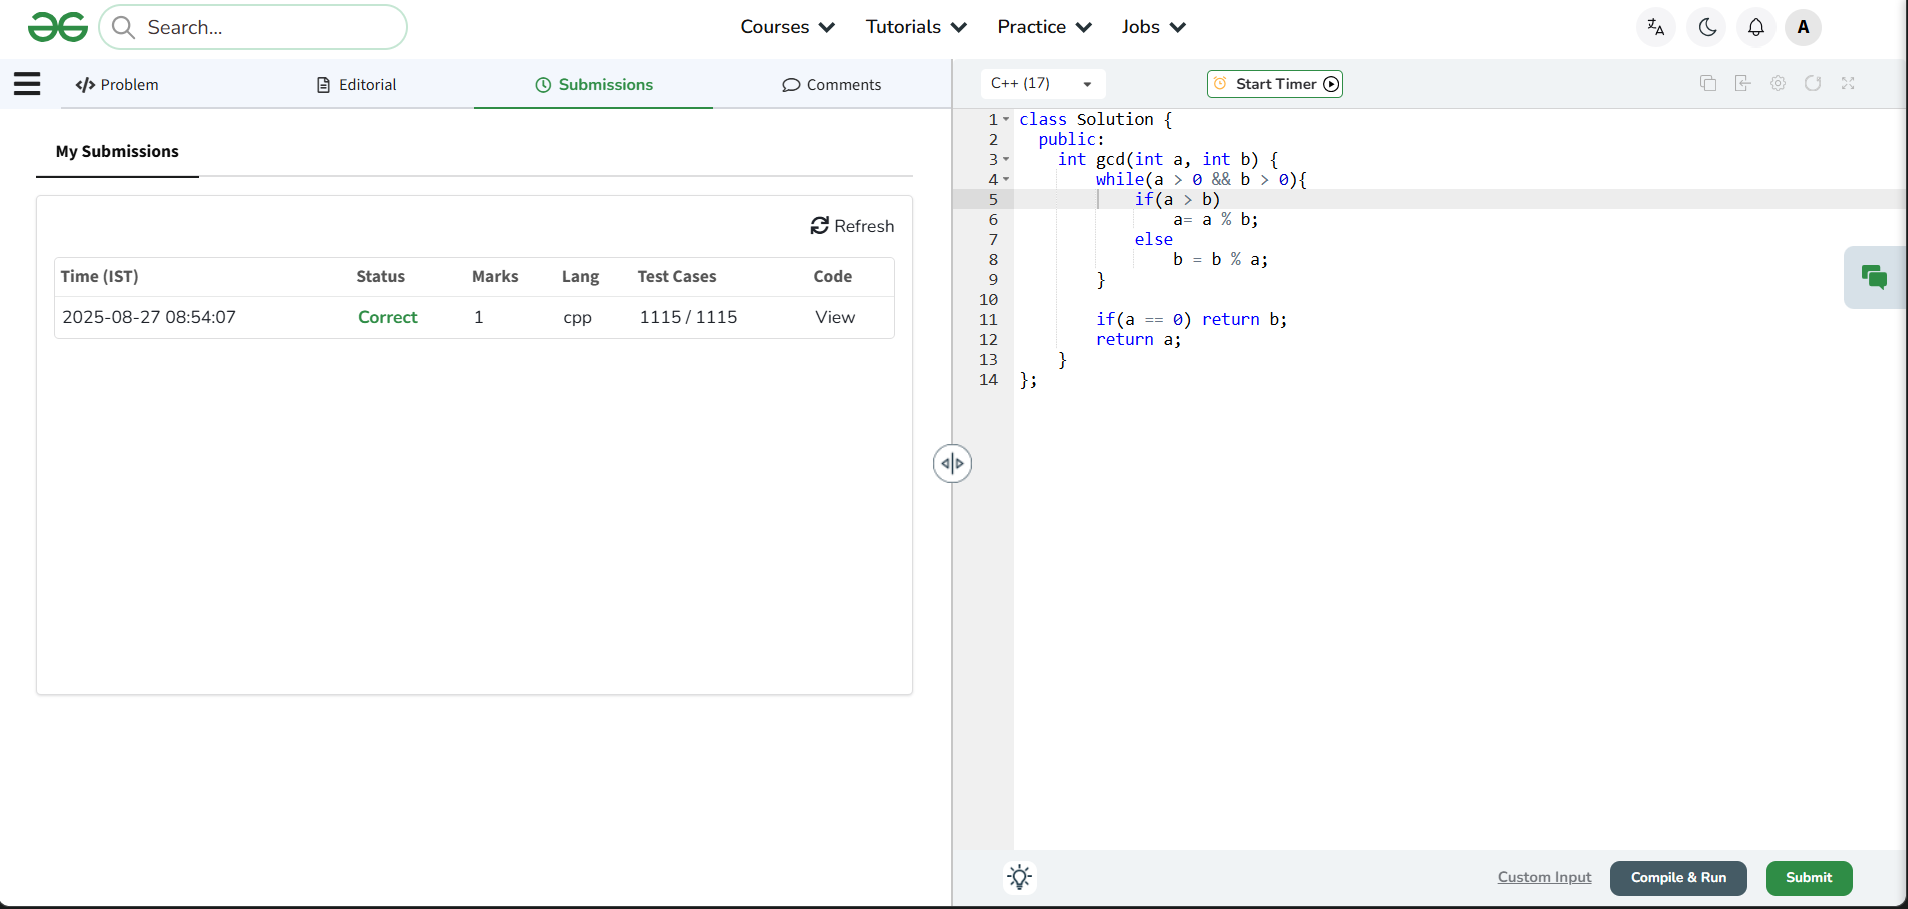 Search...
Courses Tutorials Practice Jobs
A
Problem Editorial Submissions Comments
My Submissions
Refresh
Time (IST) Status Marks Lang Test Cases Code
2025-08-27 08:54:07 Correct 1 cpp 1115 / 1115 View
C++ (17) Start Timer
1 class Solution {
2   public:
3     int gcd(int a, int b) {
4         while(a > 0 && b > 0){
5             if(a > b)
6                 a= a % b;
7             else
8                 b = b % a;
9         }
10
11         if(a == 0) return b;
12         return a;
13     }
14 };
Custom Input Compile & Run Submit